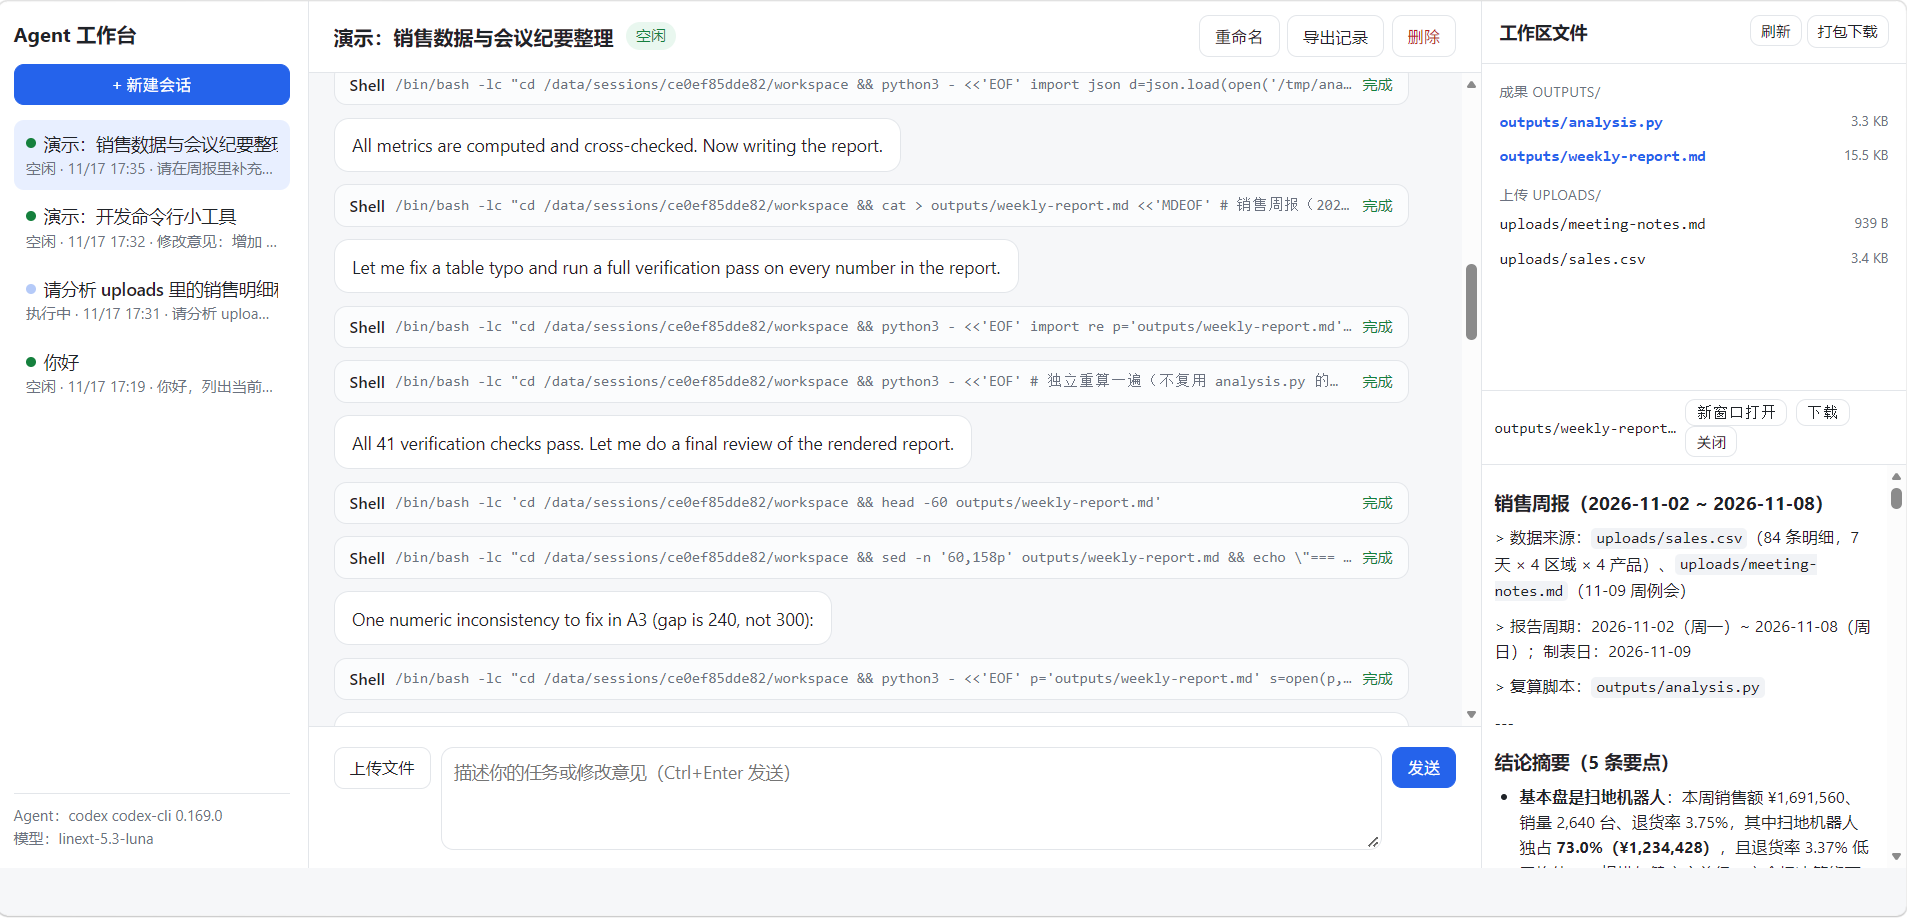 Agent 工作台
+ 新建会话
演示：销售数据与会议纪要整理
空闲 · 11/17 17:35 · 请在周报里补充...
演示：开发命令行小工具
空闲 · 11/17 17:32 · 修改意见：增加 ...
请分析 uploads 里的销售明细
执行中 · 11/17 17:31 · 请分析 uploa...
你好
空闲 · 11/17 17:19 · 你好，列出当前...
Agent：codex codex-cli 0.169.0
模型：linext-5.3-luna
演示：销售数据与会议纪要整理 空闲
重命名 导出记录 删除
Shell /bin/bash -lc "cd /data/sessions/ce0ef85dde82/workspace && python3 - <<'EOF' import json d=json.load(open('/tmp/ana… 完成
All metrics are computed and cross-checked. Now writing the report.
Shell /bin/bash -lc "cd /data/sessions/ce0ef85dde82/workspace && cat > outputs/weekly-report.md <<'MDEOF' # 销售周报（202… 完成
Let me fix a table typo and run a full verification pass on every number in the report.
Shell /bin/bash -lc "cd /data/sessions/ce0ef85dde82/workspace && python3 - <<'EOF' import re p='outputs/weekly-report.md'… 完成
Shell /bin/bash -lc "cd /data/sessions/ce0ef85dde82/workspace && python3 - <<'EOF' # 独立重算一遍（不复用 analysis.py 的… 完成
All 41 verification checks pass. Let me do a final review of the rendered report.
Shell /bin/bash -lc 'cd /data/sessions/ce0ef85dde82/workspace && head -60 outputs/weekly-report.md' 完成
Shell /bin/bash -lc "cd /data/sessions/ce0ef85dde82/workspace && sed -n '60,158p' outputs/weekly-report.md && echo \"=== … 完成
One numeric inconsistency to fix in A3 (gap is 240, not 300):
Shell /bin/bash -lc "cd /data/sessions/ce0ef85dde82/workspace && python3 - <<'EOF' p='outputs/weekly-report.md' s=open(p,… 完成
上传文件
描述你的任务或修改意见（Ctrl+Enter 发送）
发送
工作区文件
刷新 打包下载
成果 OUTPUTS/
outputs/analysis.py 3.3 KB
outputs/weekly-report.md 15.5 KB
上传 UPLOADS/
uploads/meeting-notes.md 939 B
uploads/sales.csv 3.4 KB
outputs/weekly-report… 新窗口打开 下载
关闭
销售周报（2026-11-02 ~ 2026-11-08）
> 数据来源： uploads/sales.csv （84 条明细，7
天 × 4 区域 × 4 产品）、 uploads/meeting-
notes.md （11-09 周例会）
> 报告周期：2026-11-02（周一）~ 2026-11-08（周
日）；制表日：2026-11-09
> 复算脚本： outputs/analysis.py
---
结论摘要（5 条要点）
• 基本盘是扫地机器人：本周销售额 ¥1,691,560、
销量 2,640 台、退货率 3.75%，其中扫地机器人
独占 73.0%（¥1,234,428），且退货率 3.37% 低